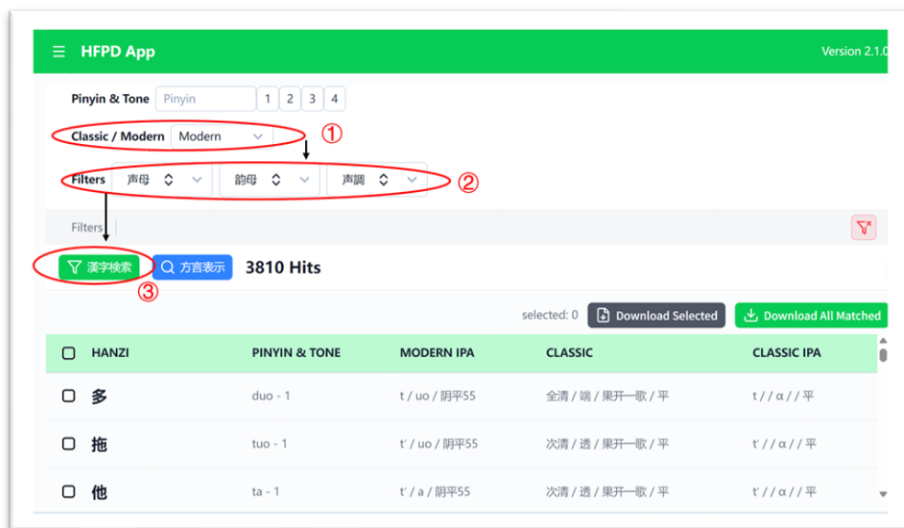 ☰ HFPD App Version 2.1.0
Pinyin & Tone Pinyin 1 2 3 4
Classic / Modern Modern ①
Filters 声母 韵母 声調 ②
Filters
漢字検索 方言表示 3810 Hits
③
selected: 0 Download Selected Download All Matched
HANZI PINYIN & TONE MODERN IPA CLASSIC CLASSIC IPA
多 duo - 1 t / uo / 阴平55 全清 / 端 / 果开一歌 / 平 t / / ɑ / / 平
拖 tuo - 1 t‘ / uo / 阴平55 次清 / 透 / 果开一歌 / 平 t‘ / / ɑ / / 平
他 ta - 1 t‘ / a / 阴平55 次清 / 透 / 果开一歌 / 平 t‘ / / ɑ / / 平